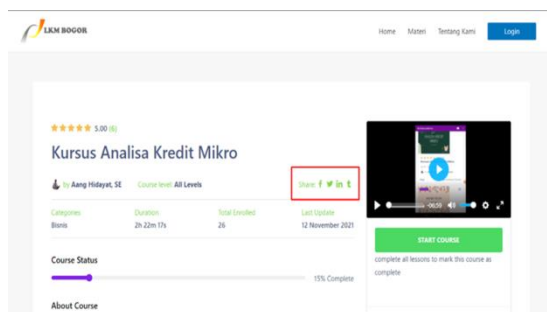 LKM BOGOR
Home Materi Tentang Kami Login
5.00 (6)
Kursus Analisa Kredit Mikro
by Aang Hidayat, SE Course level: All Levels Share:
Categories Duration Total Enrolled Last Update
Bisnis 2h 22m 17s 26 12 November 2021
Course Status
15% Complete
About Course
-06:59
START COURSE
complete all lessons to mark this course as
complete